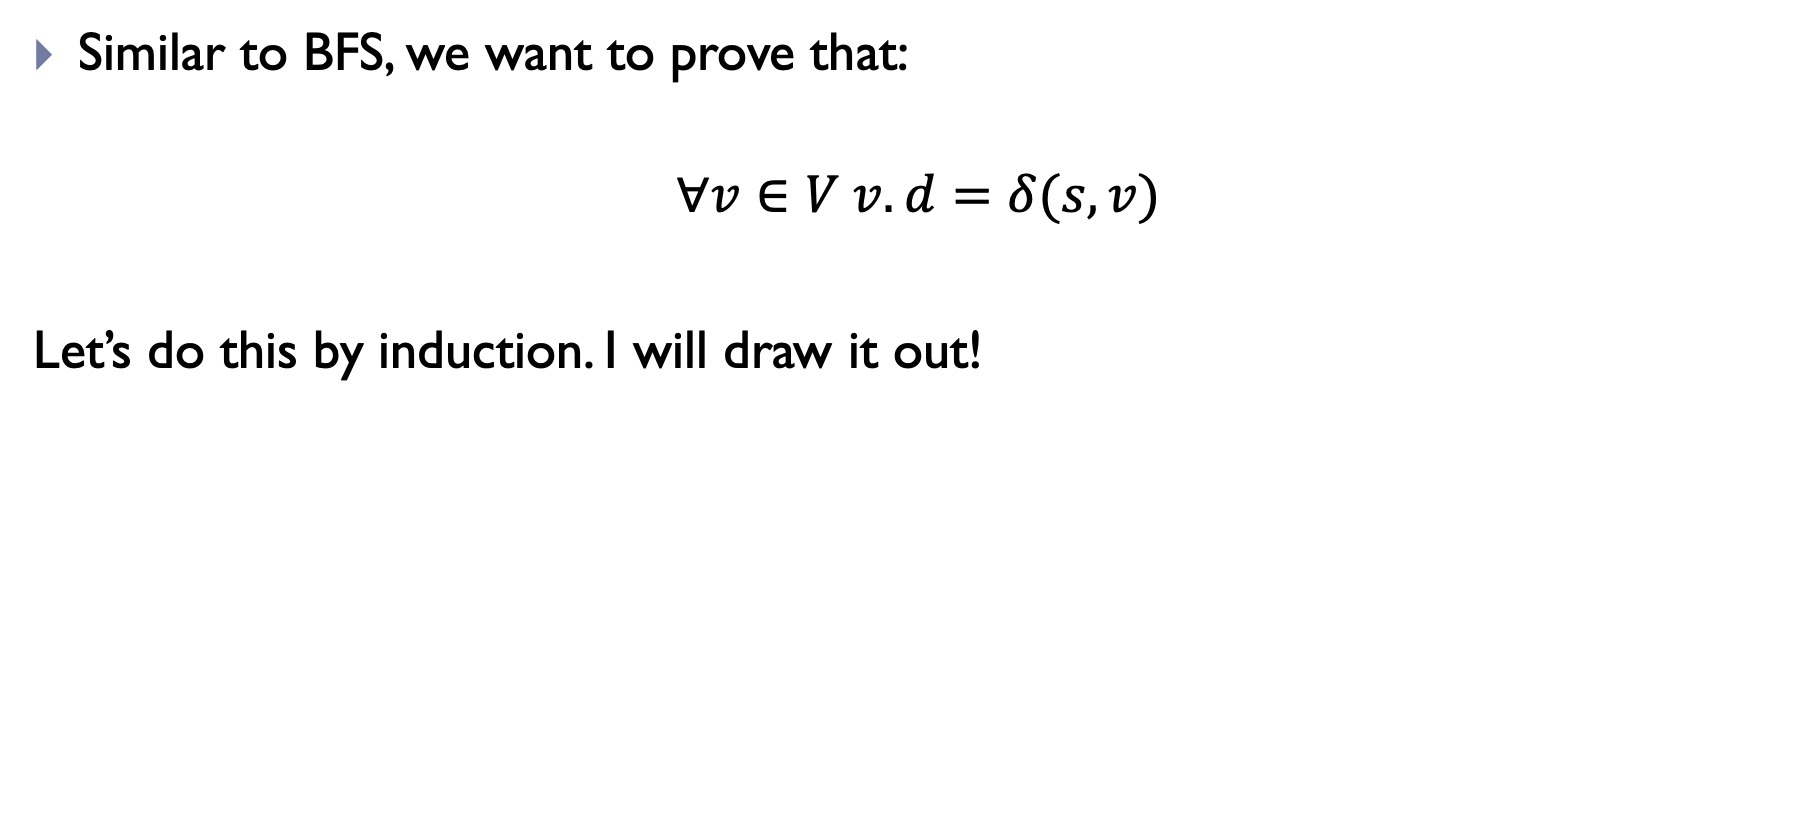 Similar to BFS, we want to prove that:
∀v ∈ V v.d = δ(s, v)
Let’s do this by induction. I will draw it out!